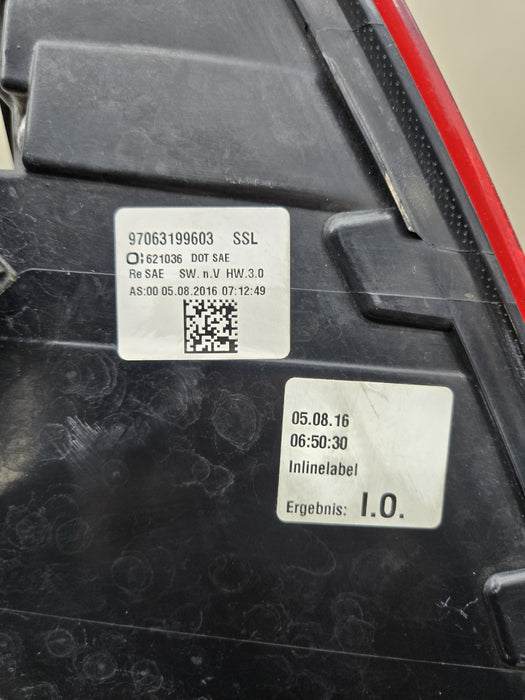 97063199603 SSL
621036 DOT SAE
Re SAE SW. n.V HW.3.0
AS:00 05.08.2016 07:12:49
05.08.16
06:50:30
Inlinelabel
Ergebnis: I.O.